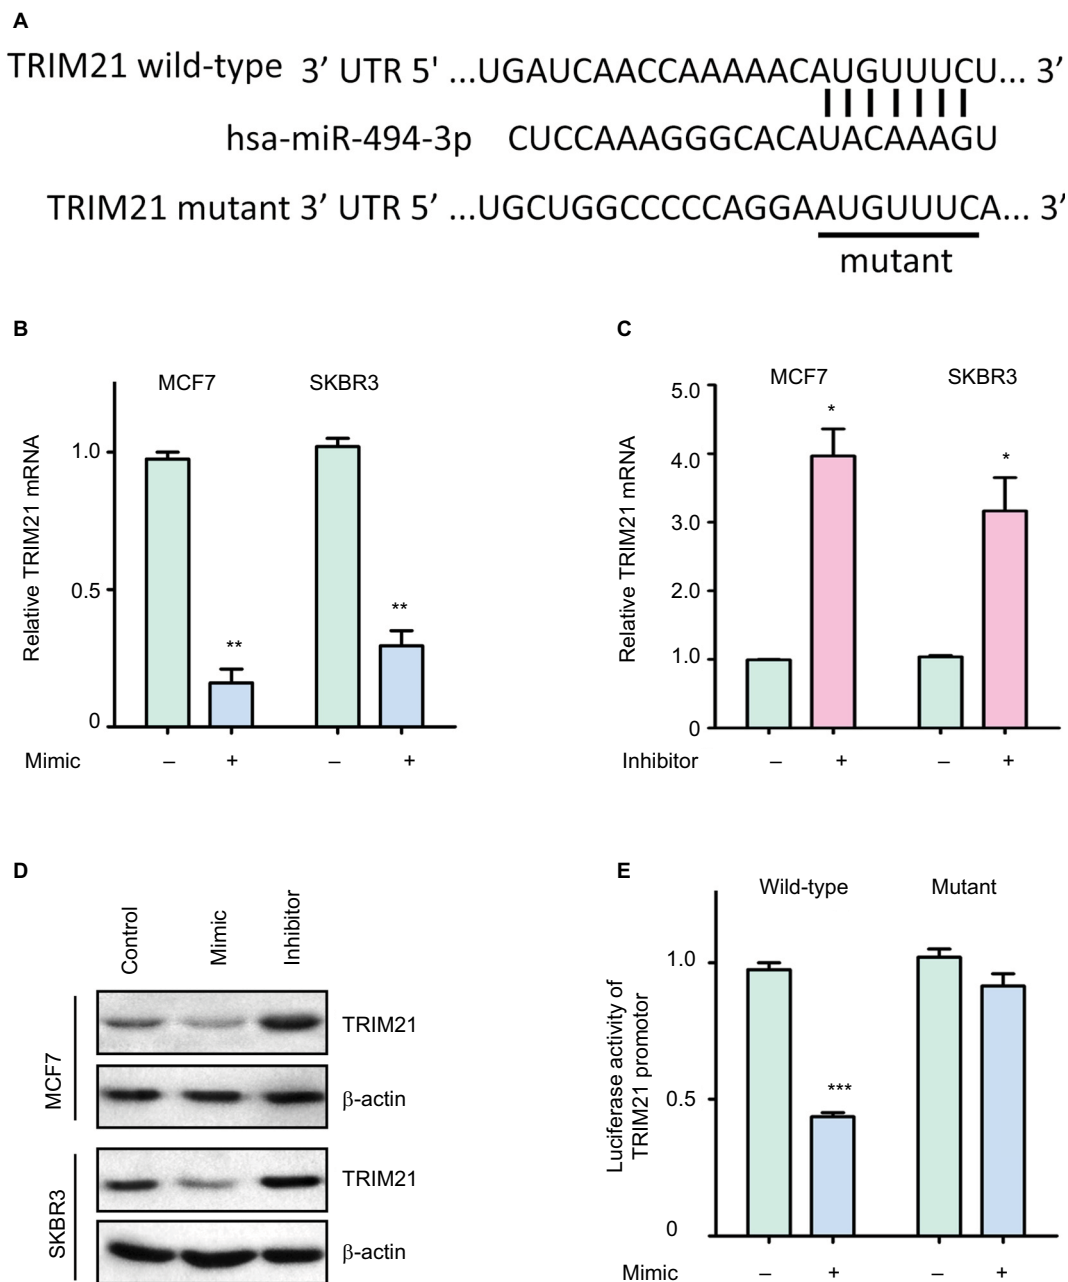 A
TRIM21 wild-type 3’ UTR 5' ...UGAUCAACCAAAAACAUGUUUCU... 3’
hsa-miR-494-3p CUCCAAAGGGCACAUACAAAGU
TRIM21 mutant 3’ UTR 5’ ...UGCUGGCCCCCAGGAAUGUUUCA... 3’
mutant
B
MCF7 SKBR3
Relative TRIM21 mRNA
1.0
0.5
0
Mimic – + – +
C
MCF7 SKBR3
Relative TRIM21 mRNA
5.0
4.0
3.0
2.0
1.0
0
* *
** **
Inhibitor – + – +
D
Control Mimic Inhibitor
MCF7
TRIM21
β-actin
SKBR3
TRIM21
β-actin
E
Wild-type Mutant
Luciferase activity of
TRIM21 promotor
1.0
0.5
0
***
Mimic – + – +